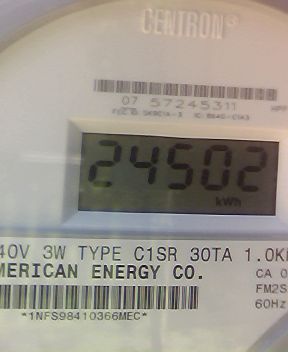 CENTRON®
07 57245311
24502
kWh
40V 3W TYPE C1SR 30TA 1.0K
MERICAN ENERGY CO.
CA 0
FM2S
60Hz
*1NFS98410366MEC*